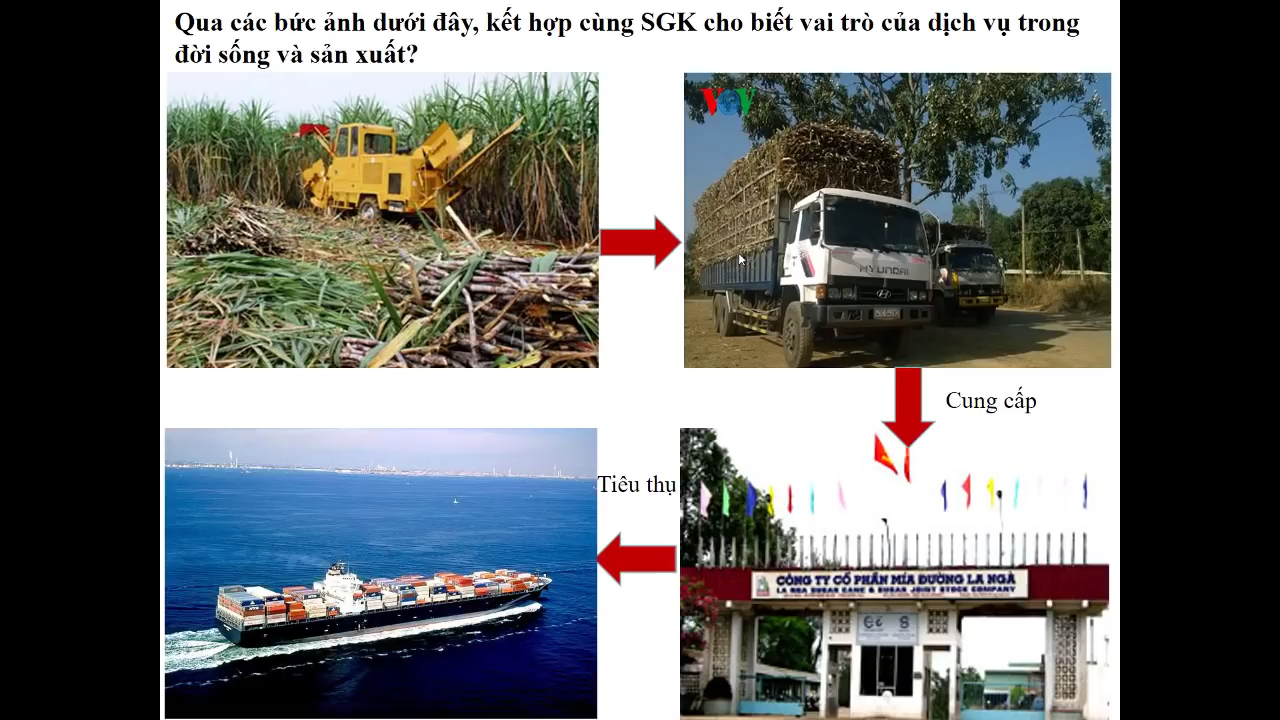 Qua các bức ảnh dưới đây, kết hợp cùng SGK cho biết vai trò của dịch vụ trong
đời sống và sản xuất?
VOV
HYUNDAI
Cung cấp
Tiêu thụ
CÔNG TY CỔ PHẦN MÍA ĐƯỜNG LA NGÀ
LA NGA SUGAR CANE & SUGAR JOINT STOCK COMPANY